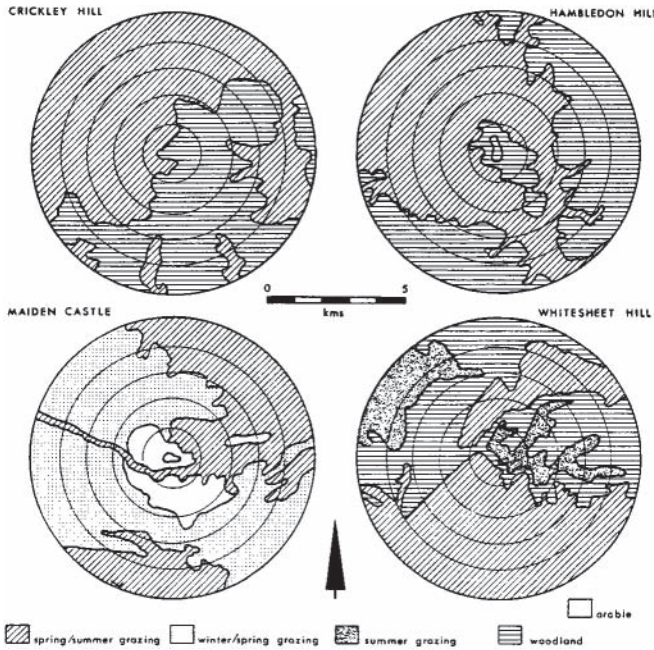 CRICKLEY HILL
HAMBLEDON HILL
0 5
kms
MAIDEN CASTLE
WHITESHEET HILL
arable
spring/summer grazing winter/spring grazing summer grazing woodland